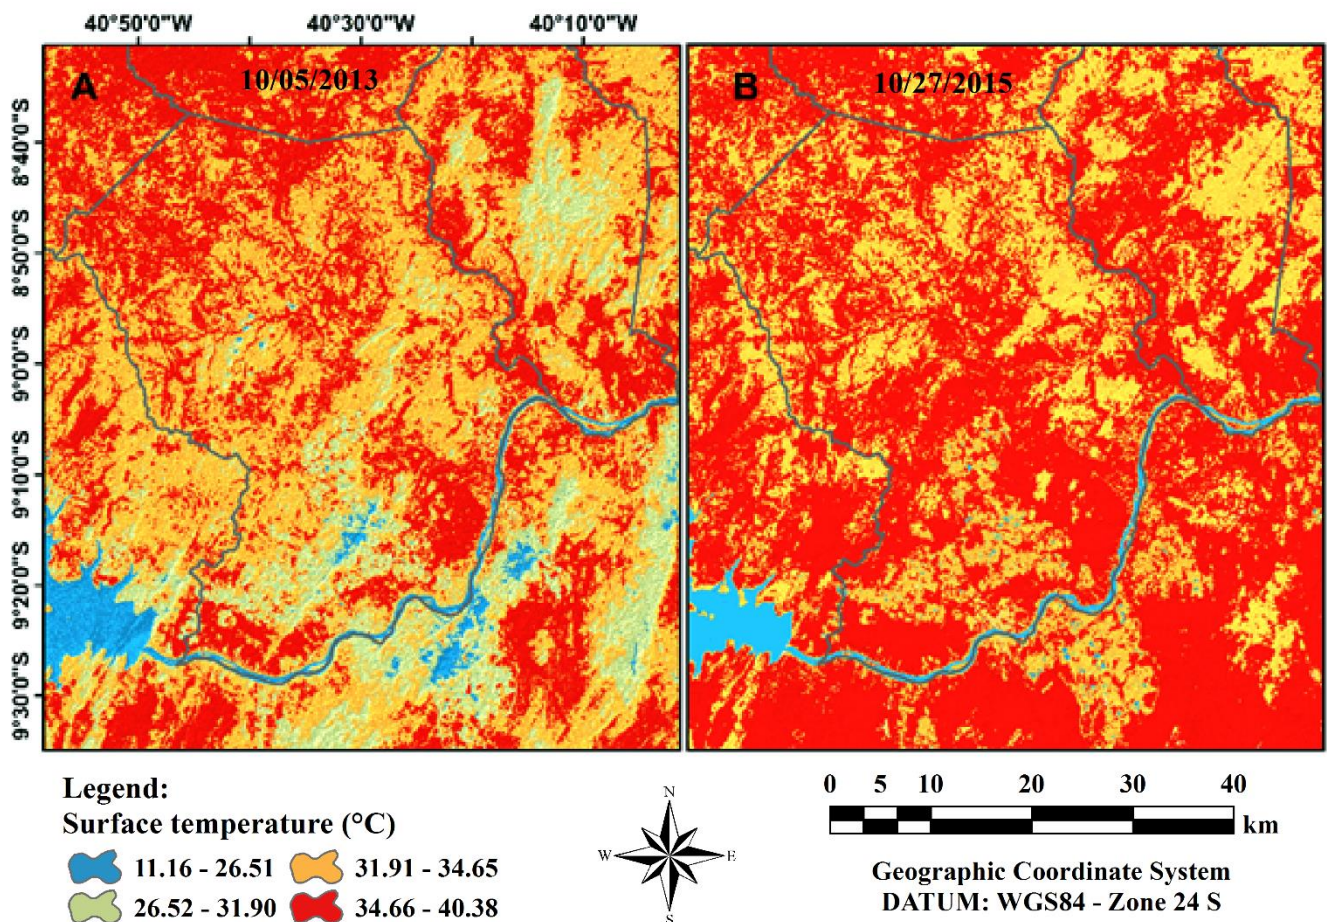 40°50'0"W 40°30'0"W 40°10'0"W
A 10/05/2013
B 10/27/2015
8°40'0"S
8°50'0"S
9°0'0"S
9°10'0"S
9°20'0"S
9°30'0"S
Legend:
Surface temperature (°C)
11.16 - 26.51
31.91 - 34.65
26.52 - 31.90
34.66 - 40.38
N
W E
S
0 5 10 20 30 40
km
Geographic Coordinate System
DATUM: WGS84 - Zone 24 S